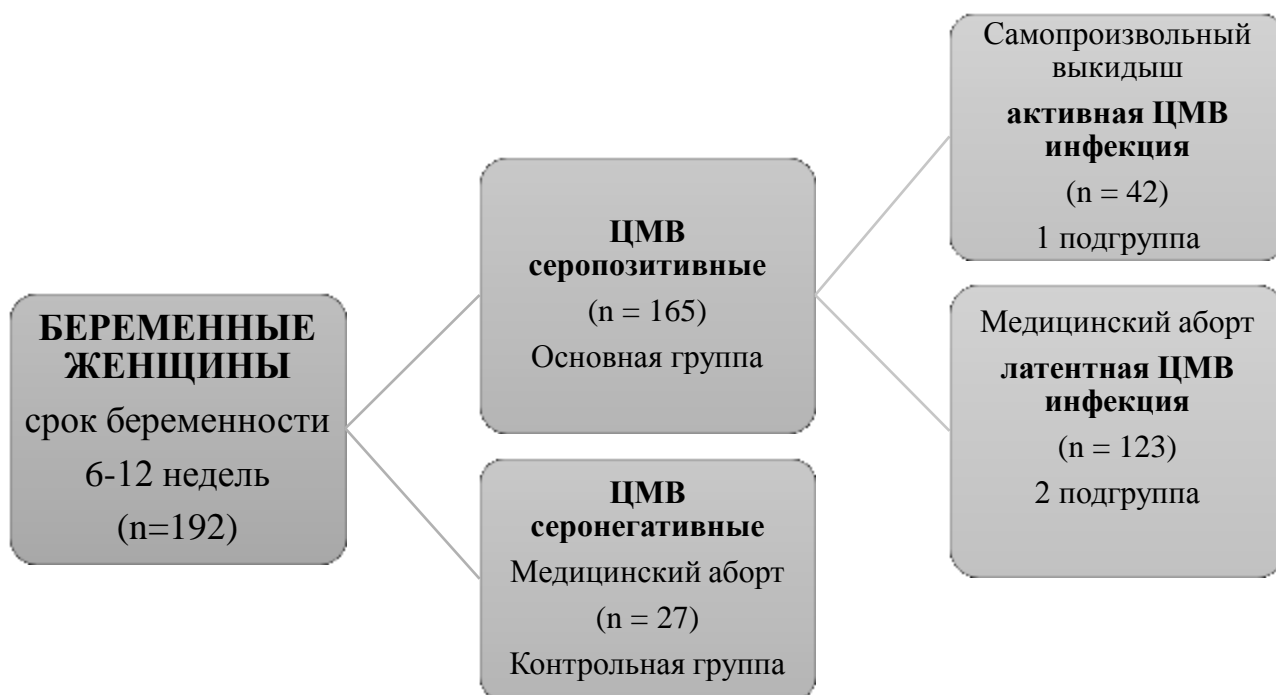 БЕРЕМЕННЫЕ
ЖЕНЩИНЫ
срок беременности
6-12 недель
(n=192)
ЦМВ
серопозитивные
(n = 165)
Основная группа
ЦМВ
серонегативные
Медицинский аборт
(n = 27)
Контрольная группа
Самопроизвольный
выкидыш
активная ЦМВ
инфекция
(n = 42)
1 подгруппа
Медицинский аборт
латентная ЦМВ
инфекция
(n = 123)
2 подгруппа